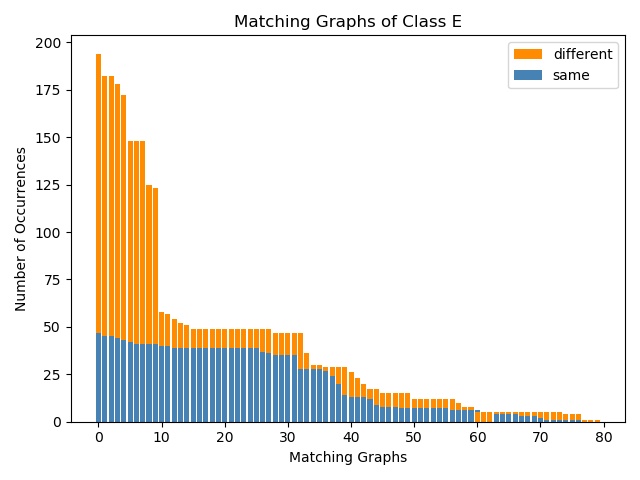 Matching Graphs of Class E
different
same
Number of Occurrences
200
175
150
125
100
75
50
25
0
0 10 20 30 40 50 60 70 80
Matching Graphs